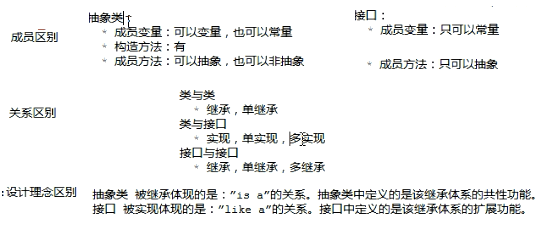 抽象类
接口：
成员区别
* 成员变量：可以变量，也可以常量
* 成员变量：只可以常量
* 构造方法：有
* 成员方法：可以抽象，也可以非抽象
* 成员方法：只可以抽象
类与类
* 继承，单继承
关系区别
类与接口
* 实现，单实现，多实现
接口与接口
* 继承，单继承，多继承
:设计理念区别
抽象类 被继承体现的是："is a"的关系。抽象类中定义的是该继承体系的共性功能。
接口 被实现体现的是："like a"的关系。接口中定义的是该继承体系的扩展功能。